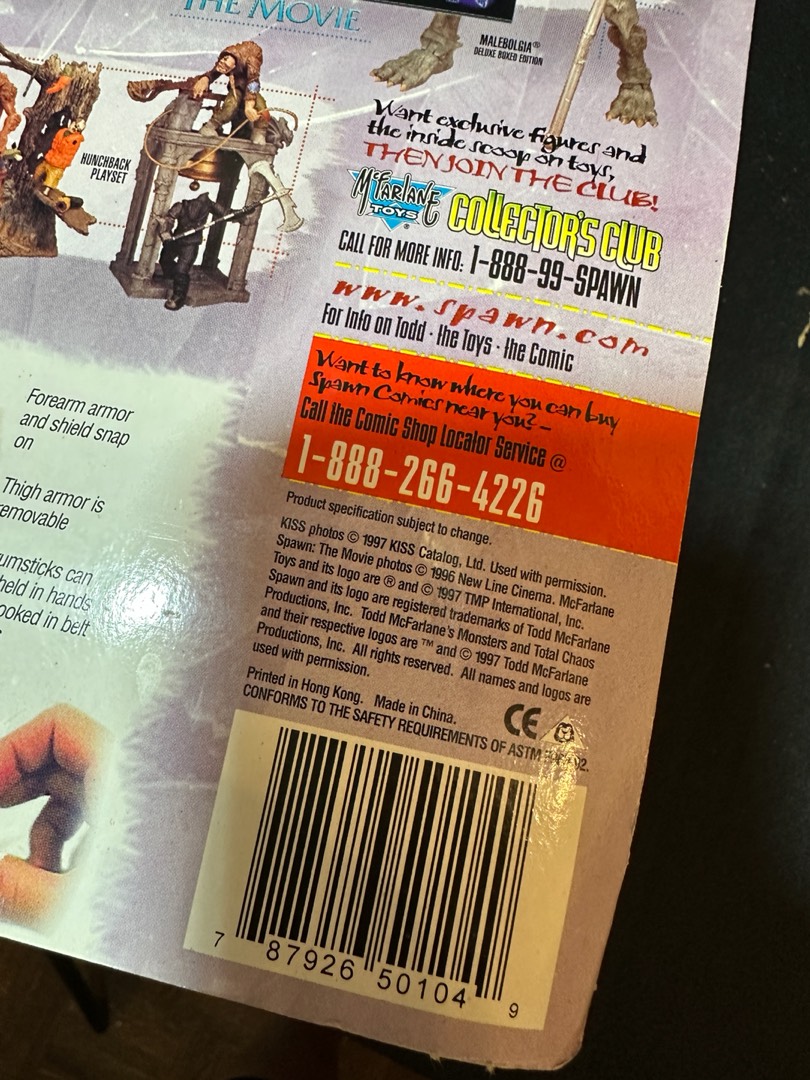 THE MOVIE
MALEBOLGIA®
DELUXE BOXED EDITION
HUNCHBACK
PLAYSET
Want exclusive figures and
the inside scoop on toys,
THEN JOIN THE CLUB!
McFARLANE
TOYS®
COLLECTOR'S CLUB
CALL FOR MORE INFO: 1-888-99-SPAWN
www.spawn.com
For Info on Todd · the Toys · the Comic
Want to know where you can buy
Spawn Comics near you? –
Call the Comic Shop Locator Service @
1-888-266-4226
Forearm armor
and shield snap
on
Thigh armor is
removable
can
held in hands
in belt
Product specification subject to change.
KISS photos © 1997 KISS Catalog, Ltd. Used with permission.
Spawn: The Movie photos © 1996 New Line Cinema. McFarlane
Toys and its logo are ® and © 1997 TMP International, Inc.
Spawn and its logo are registered trademarks of Todd McFarlane
Productions, Inc. Todd McFarlane's Monsters and Total Chaos
and their respective logos are ™ and © 1997 Todd McFarlane
Productions, Inc. All rights reserved. All names and logos are
used with permission.
Printed in Hong Kong. Made in China.
CE
CONFORMS TO THE SAFETY REQUIREMENTS OF ASTM
7 87926 50104 9